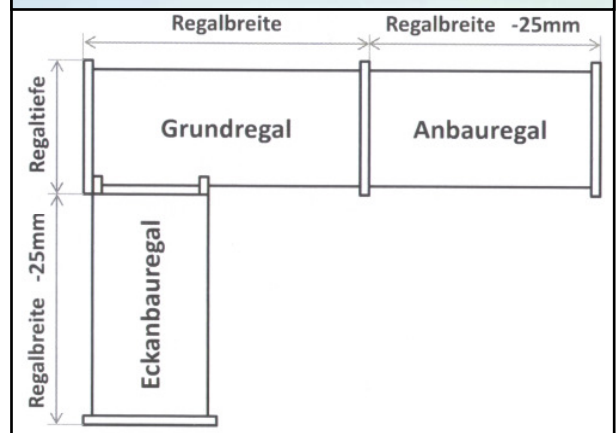 Regalbreite
Regalbreite -25mm
Regaltiefe
Grundregal
Anbauregal
Regalbreite -25mm
Eckanbauregal